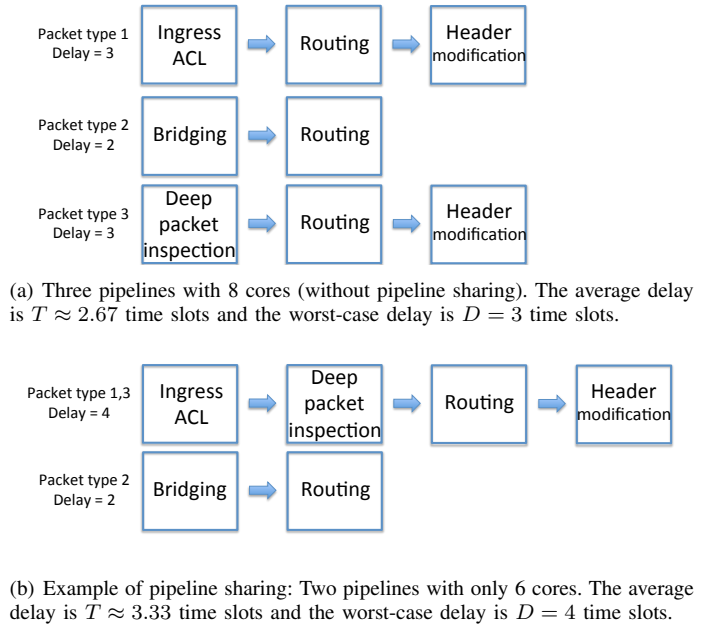 Packet type 1
Delay = 3
Ingress
ACL
Routing
Header
modification
Packet type 2
Delay = 2
Bridging
Routing
Packet type 3
Delay = 3
Deep
packet
inspection
Routing
Header
modification
(a) Three pipelines with 8 cores (without pipeline sharing). The average delay
is T ≈ 2.67 time slots and the worst-case delay is D = 3 time slots.
Packet type 1,3
Delay = 4
Ingress
ACL
Deep
packet
inspection
Routing
Header
modification
Packet type 2
Delay = 2
Bridging
Routing
(b) Example of pipeline sharing: Two pipelines with only 6 cores. The average
delay is T ≈ 3.33 time slots and the worst-case delay is D = 4 time slots.